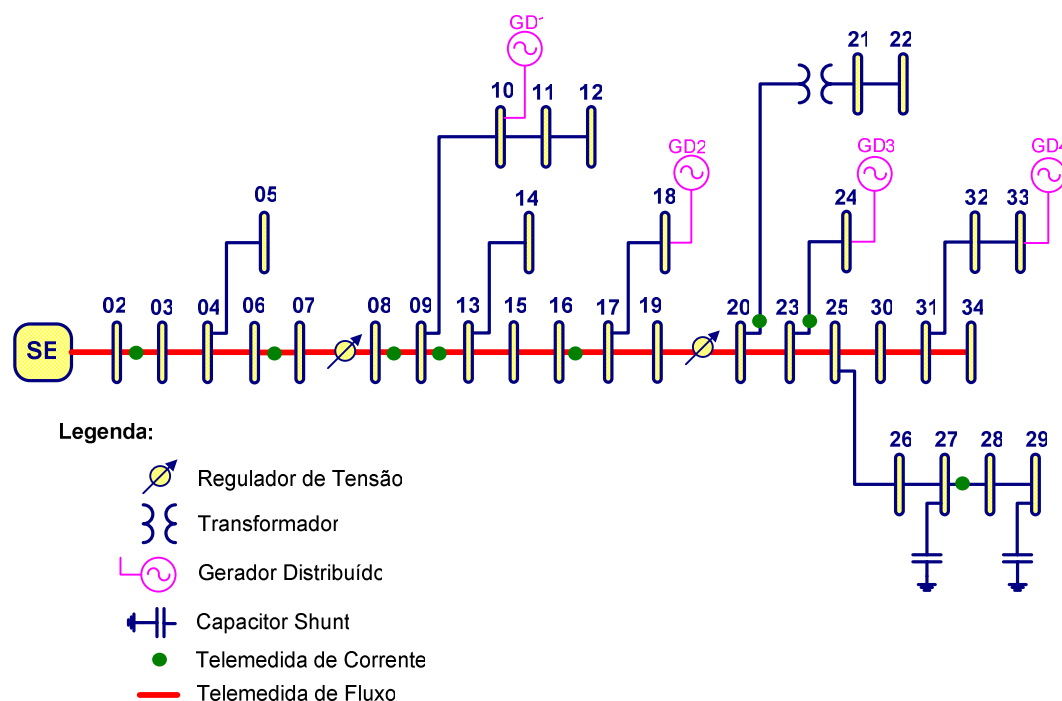 GD1
21 22
10 11 12
GD2
GD3
GD4
05
14
18
24
32 33
02 03 04 06 07 08 09 13 15 16 17 19 20 23 25 30 31 34
SE
Legenda:
26 27 28 29
Regulador de Tensão
Transformador
Gerador Distribuído
Capacitor Shunt
Telemedida de Corrente
Telemedida de Fluxo